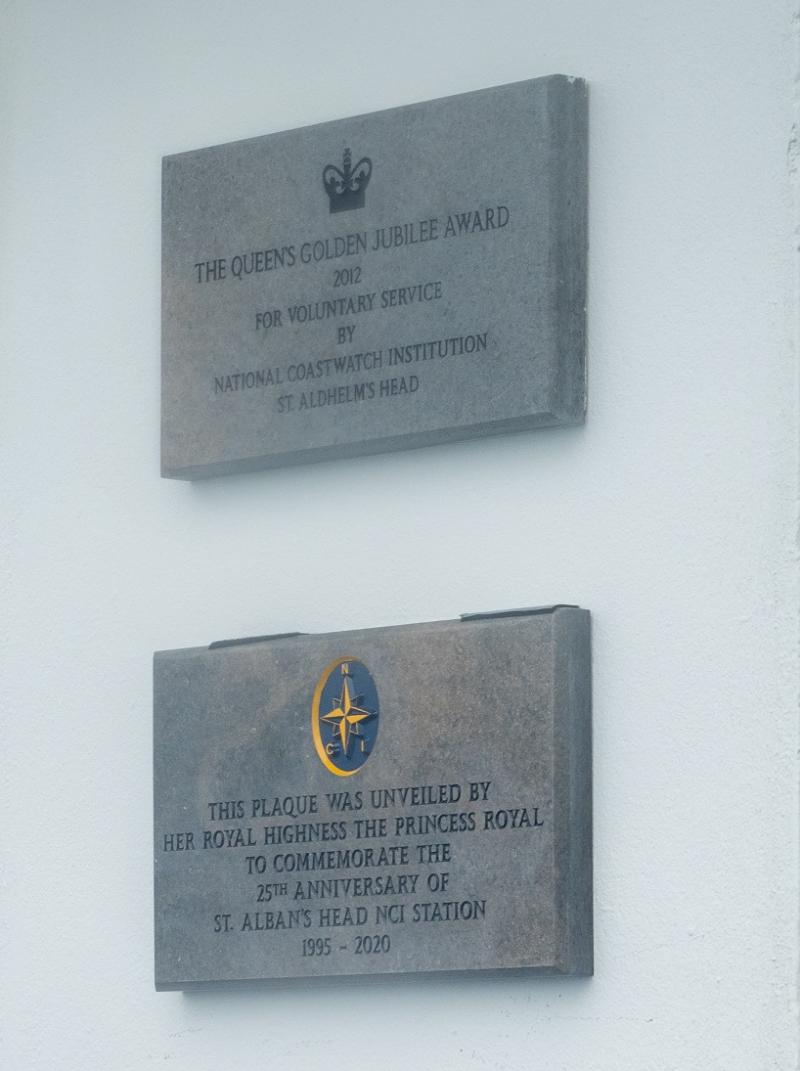 THE QUEEN'S GOLDEN JUBILEE AWARD
2012
FOR VOLUNTARY SERVICE
BY
NATIONAL COASTWATCH INSTITUTION
ST. ALDHELM'S HEAD
N
C I
THIS PLAQUE WAS UNVEILED BY
HER ROYAL HIGHNESS THE PRINCESS ROYAL
TO COMMEMORATE THE
25TH ANNIVERSARY OF
ST. ALBAN'S HEAD NCI STATION
1995 - 2020